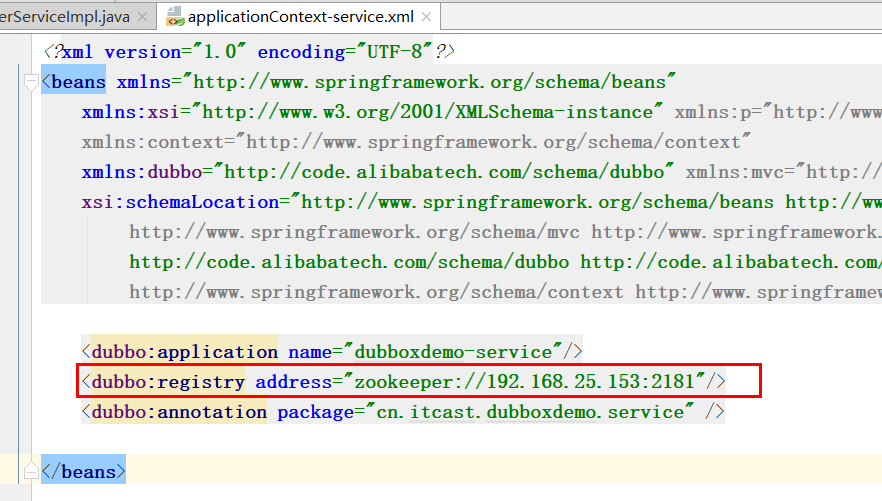 erServiceImpl.java × applicationContext-service.xml ×
<?xml version="1.0" encoding="UTF-8"?>
<beans xmlns="http://www.springframework.org/schema/beans"
xmlns:xsi="http://www.w3.org/2001/XMLSchema-instance" xmlns:p="http://www
xmlns:context="http://www.springframework.org/schema/context"
xmlns:dubbo="http://code.alibabatech.com/schema/dubbo" xmlns:mvc="http://
xsi:schemaLocation="http://www.springframework.org/schema/beans http://www
http://www.springframework.org/schema/mvc http://www.springframework.
http://code.alibabatech.com/schema/dubbo http://code.alibabatech.com/
http://www.springframework.org/schema/context http://www.springframew
<dubbo:application name="dubboxdemo-service"/>
<dubbo:registry address="zookeeper://192.168.25.153:2181"/>
<dubbo:annotation package="cn.itcast.dubboxdemo.service" />
</beans>